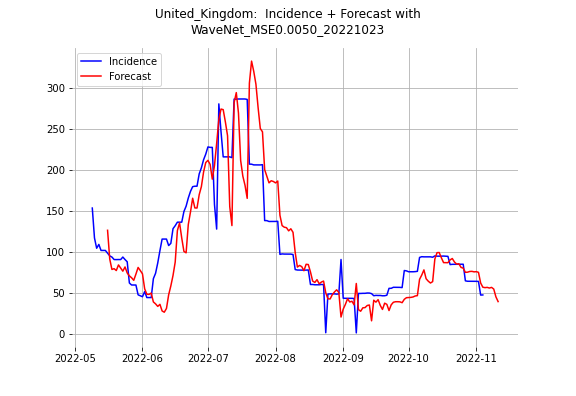 United_Kingdom:  Incidence + Forecast with
WaveNet_MSE0.0050_20221023
Incidence
Forecast
300
250
200
150
100
50
0
2022-05 2022-06 2022-07 2022-08 2022-09 2022-10 2022-11